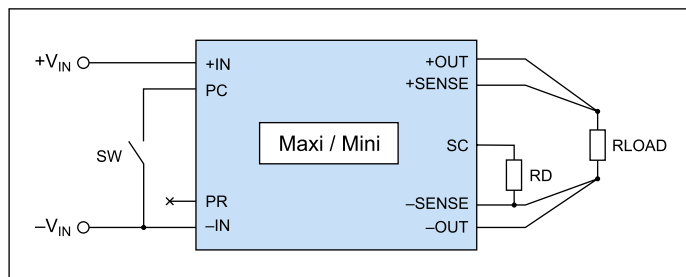 +VIN
+IN
+OUT
PC
+SENSE
SW
Maxi / Mini
SC
RLOAD
RD
PR
–SENSE
–VIN
–IN
–OUT